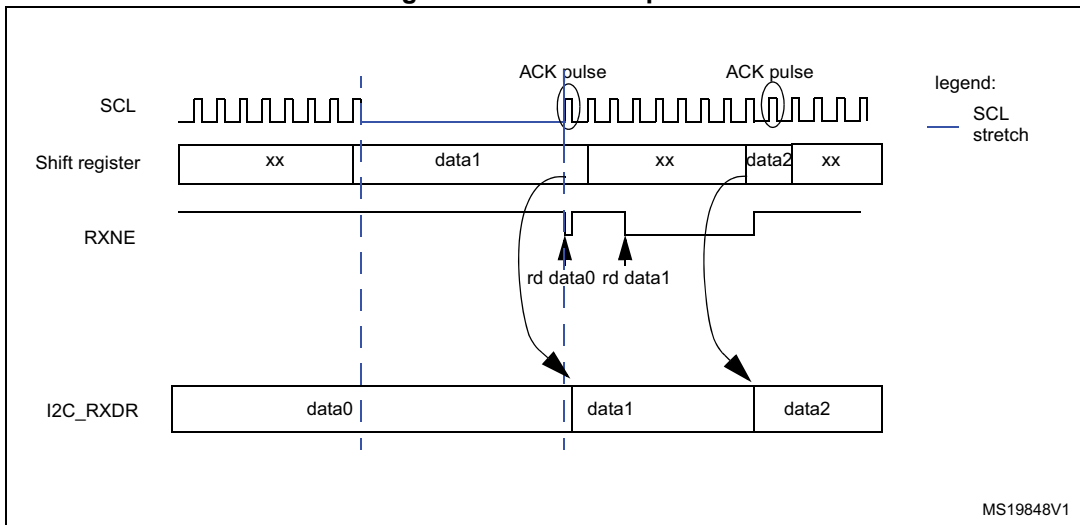 ACK pulse ACK pulse
legend:
SCL
SCL
stretch
Shift register xx data1 xx data2 xx
RXNE
rd data0 rd data1
I2C_RXDR data0 data1 data2
MS19848V1